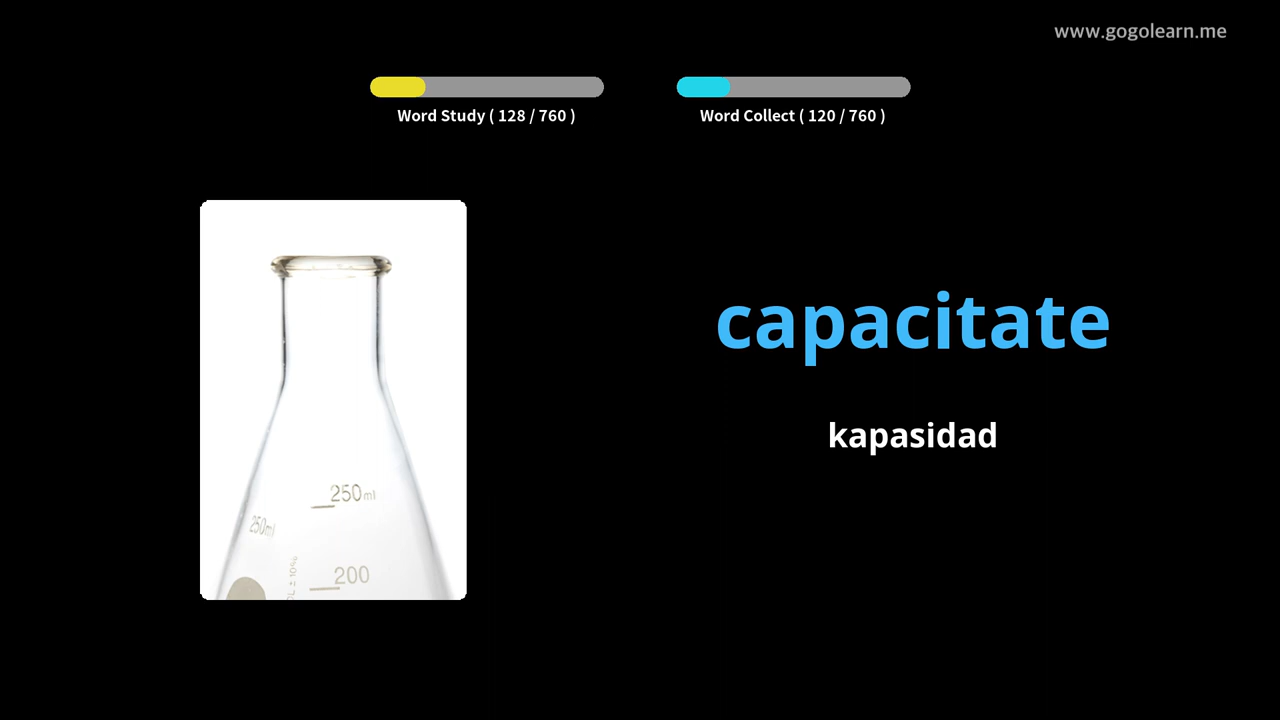 www.gogolearn.me
Word Study ( 128 / 760 )
Word Collect ( 120 / 760 )
capacitate
kapasidad
250ml
250ml
200